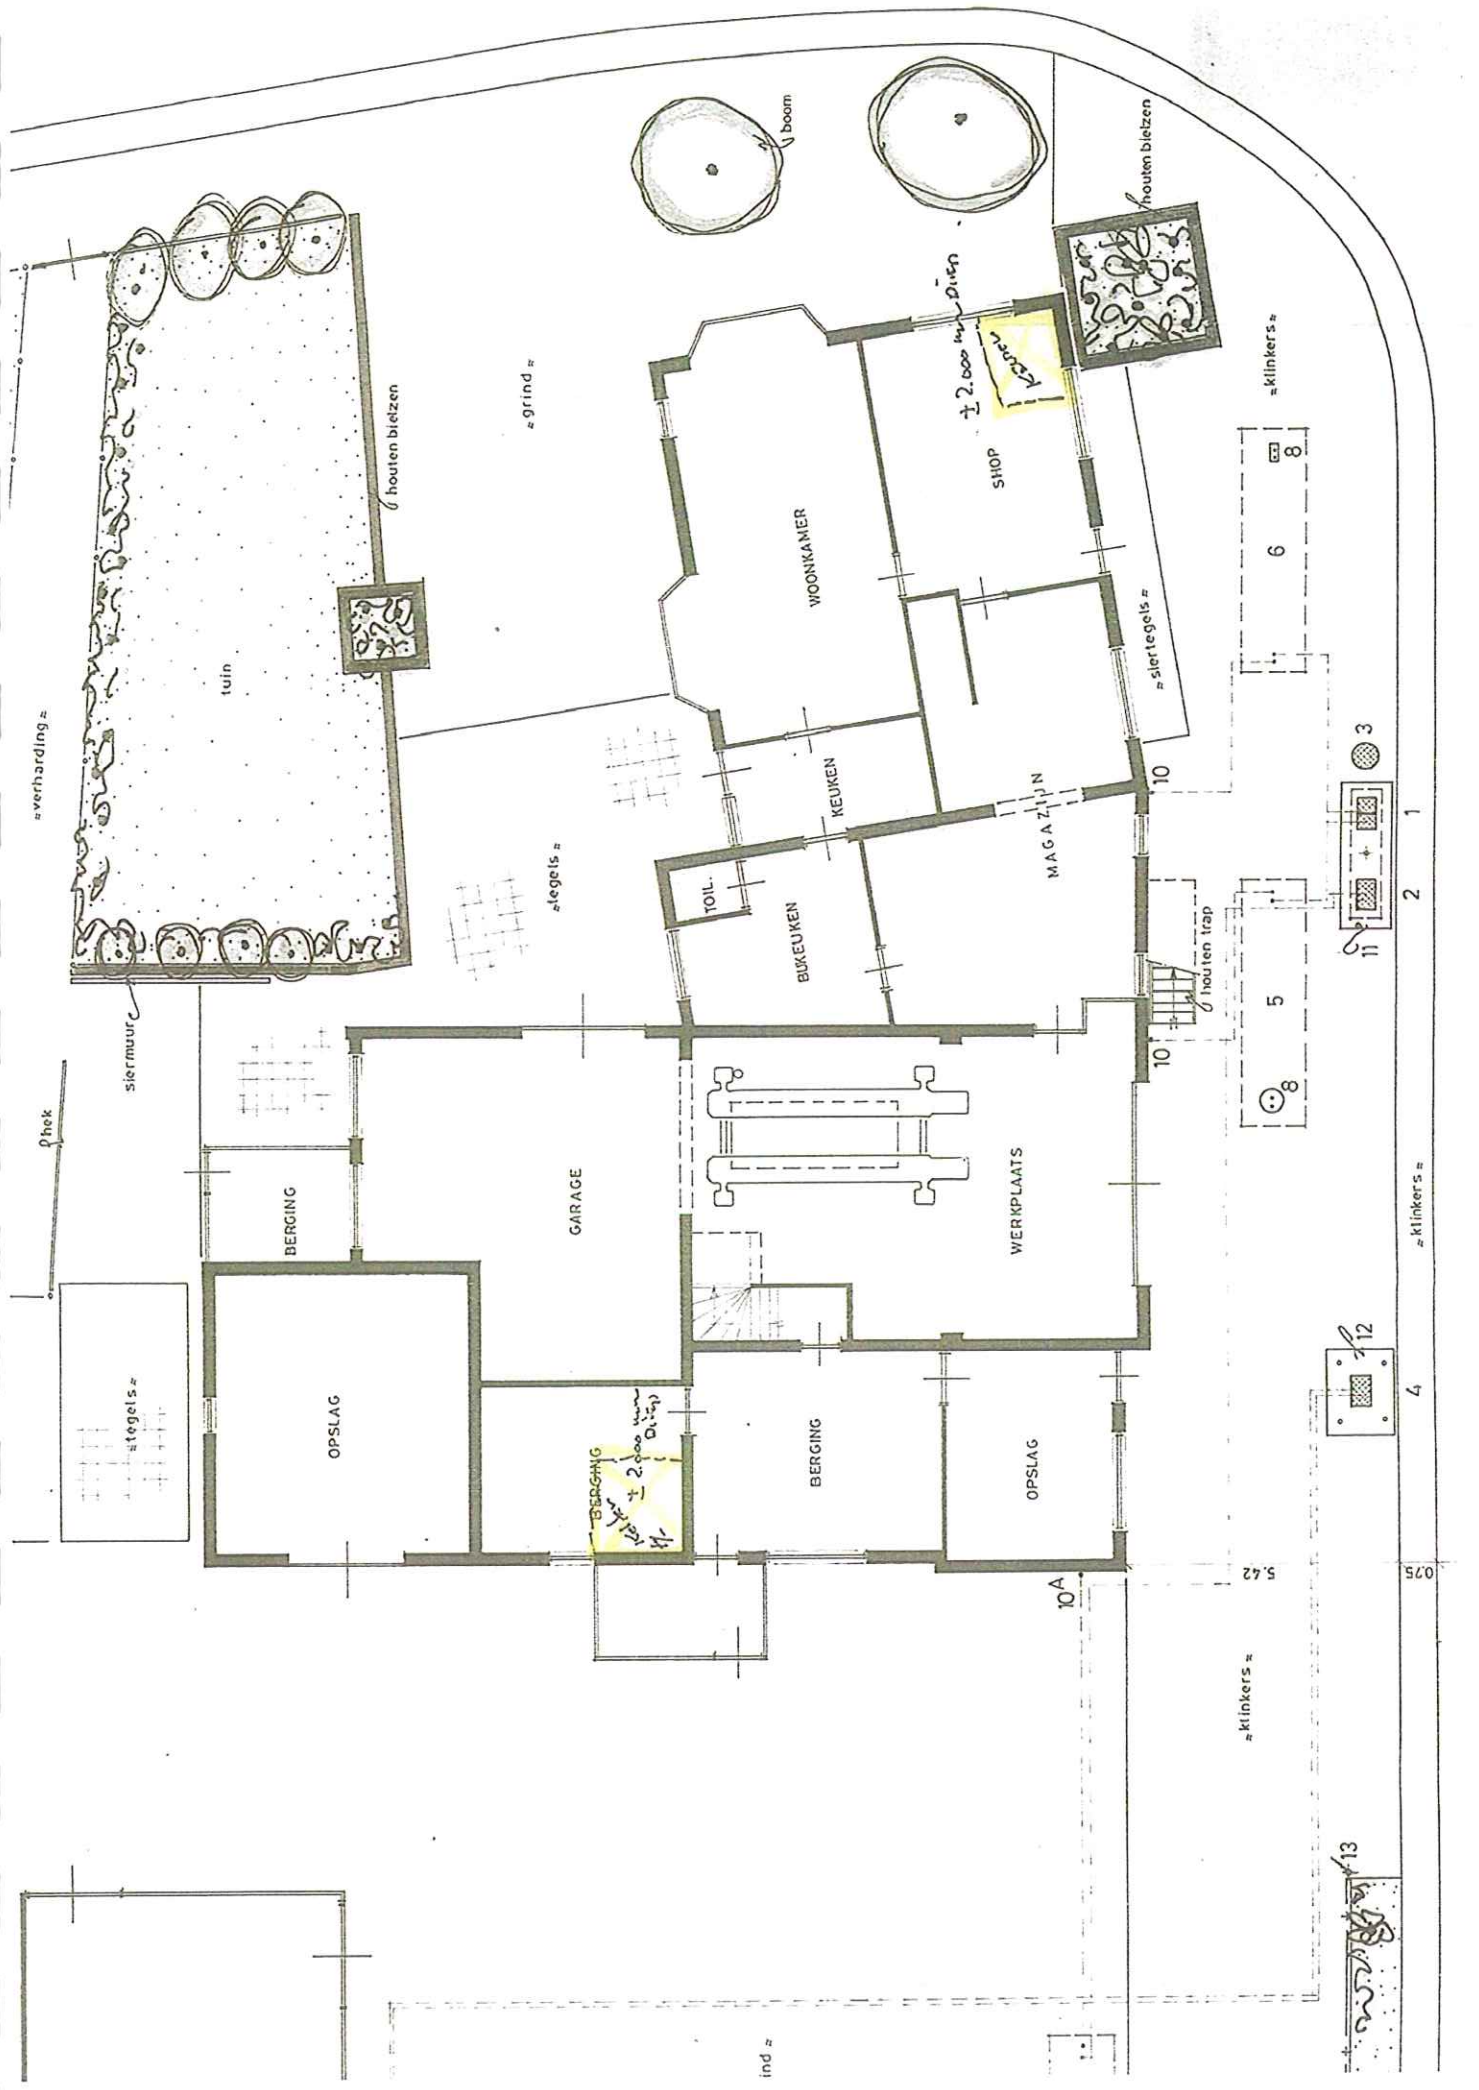 boom
houten bielzen
≈ klinkers ≈
± 2.000 mm Diep
Kelder
SHOP
8
6
≈ grind ≈
houten bielzen
WOONKAMER
≈ siertegels ≈
tuin
≈ verharding ≈
3
1
10
KEUKEN
MAGAZIJN
≈ tegels ≈
TOIL.
BIJKEUKEN
2
11
houten trap
5
10
8
siermuur
hek
BERGING
GARAGE
WERKPLAATS
≈ klinkers ≈
12
4
≈ tegels ≈
OPSLAG
BERGING
Kelder ± 2.000 mm
Diep
BERGING
OPSLAG
5.42
0.75
10A
≈ klinkers ≈
13
ind ≈